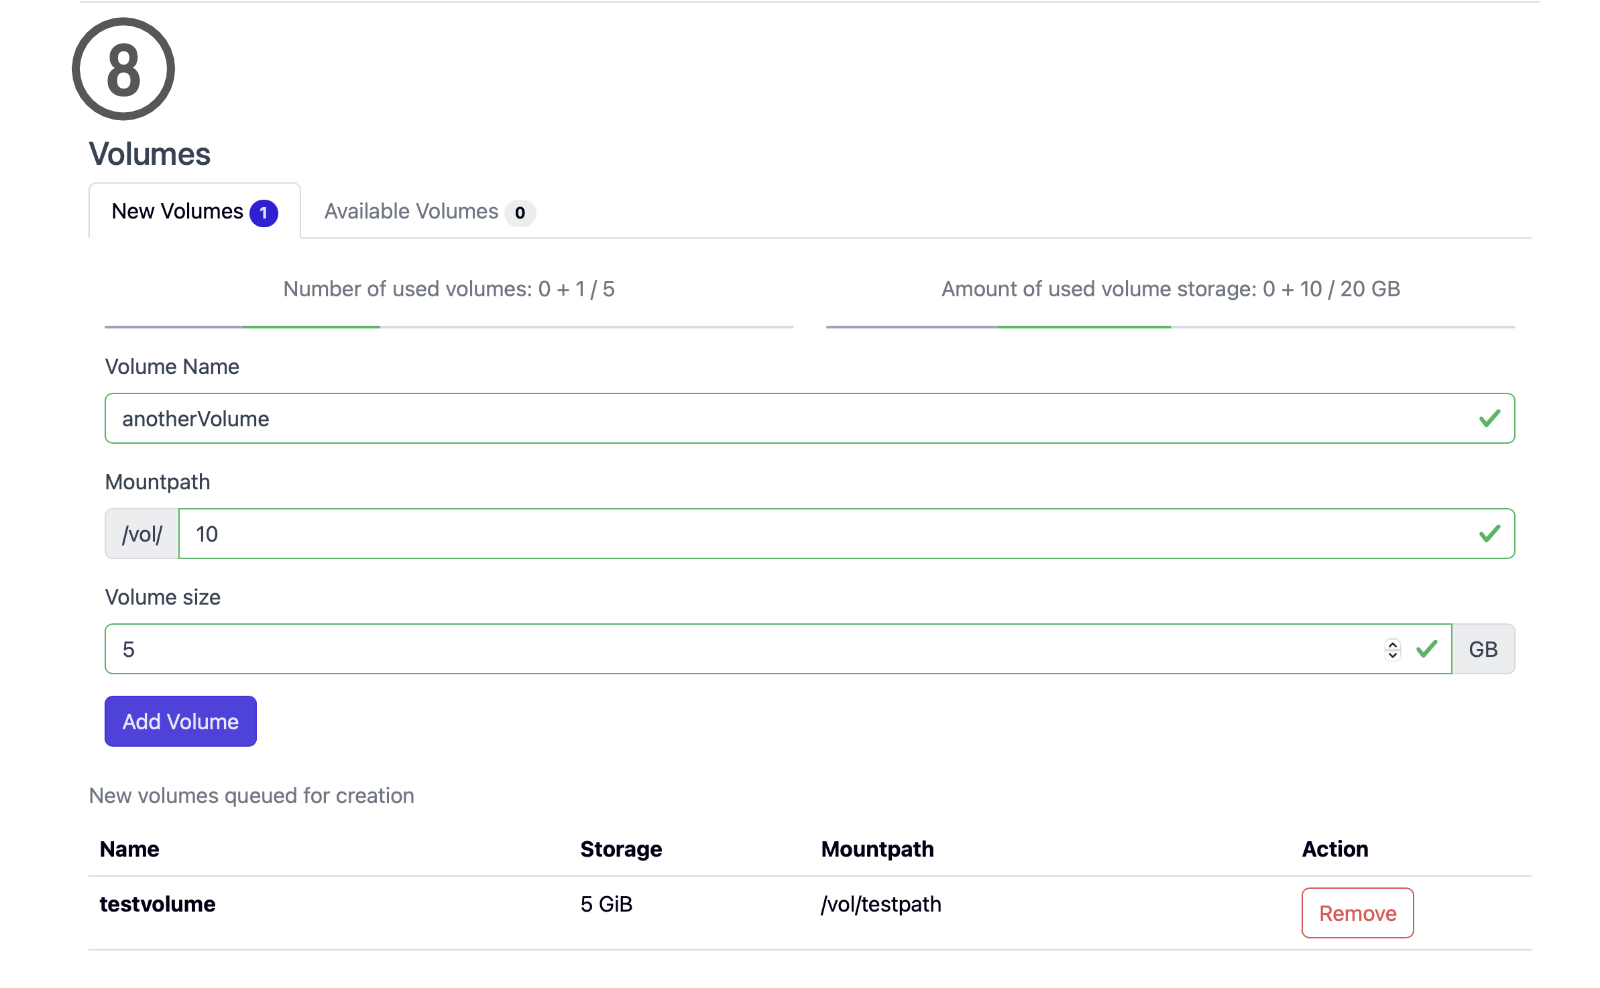 8
Volumes
New Volumes 1 Available Volumes 0
Number of used volumes: 0 + 1 / 5 Amount of used volume storage: 0 + 10 / 20 GB
Volume Name
anotherVolume
Mountpath
/vol/ 10
Volume size
5 GB
Add Volume
New volumes queued for creation
Name Storage Mountpath Action
testvolume 5 GiB /vol/testpath Remove